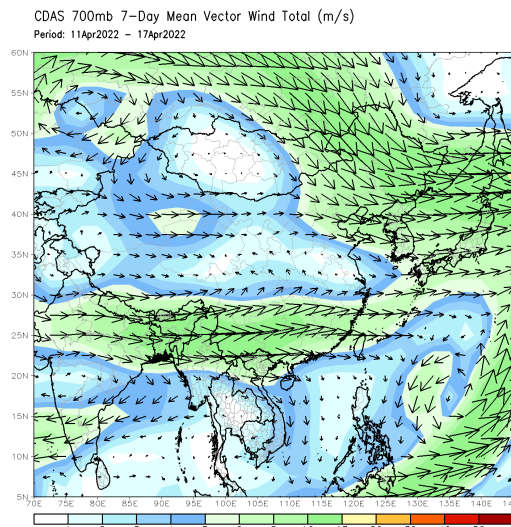 CDAS 700mb 7-Day Mean Vector Wind Total (m/s)
Period: 11Apr2022 - 17Apr2022
60N
55N
50N
45N
40N
35N
30N
25N
20N
15N
10N
5N
70E 75E 80E 85E 90E 95E 100E 105E 110E 115E 120E 125E 130E 135E 140E